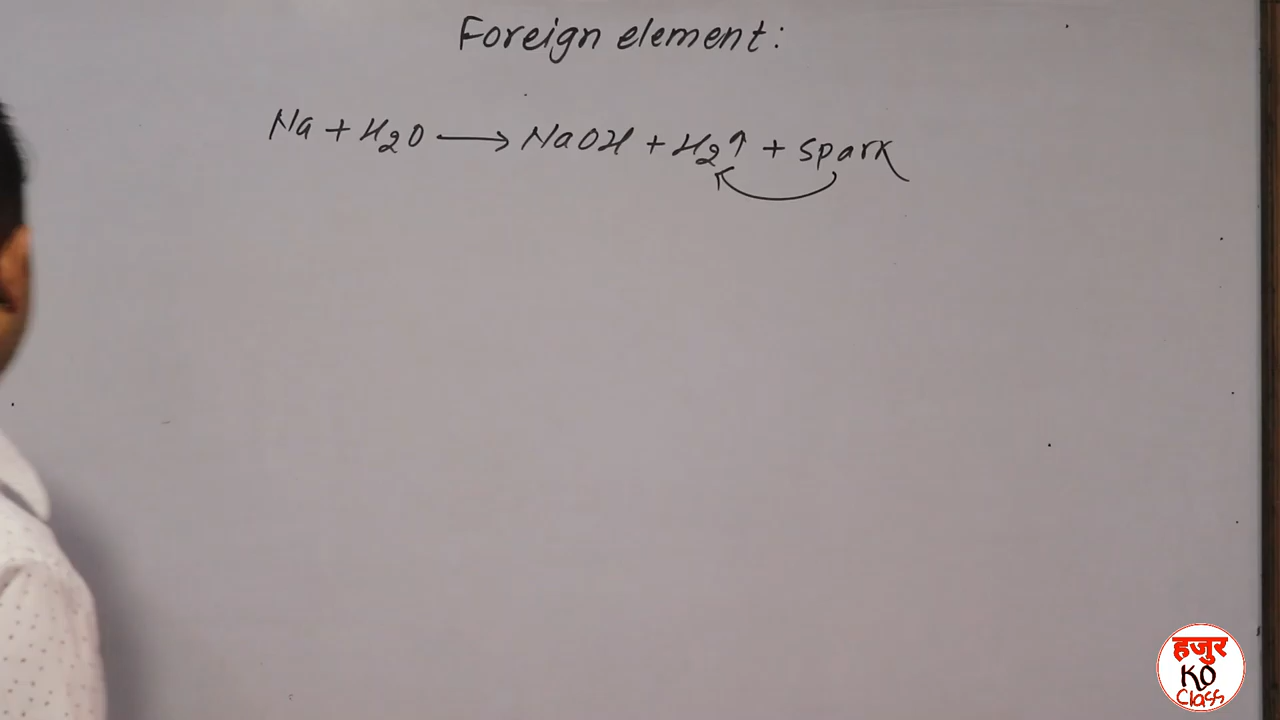 Foreign element:
Na + H2O ⟶ NaOH + H2↑ + spark
हजुर
KO
Class